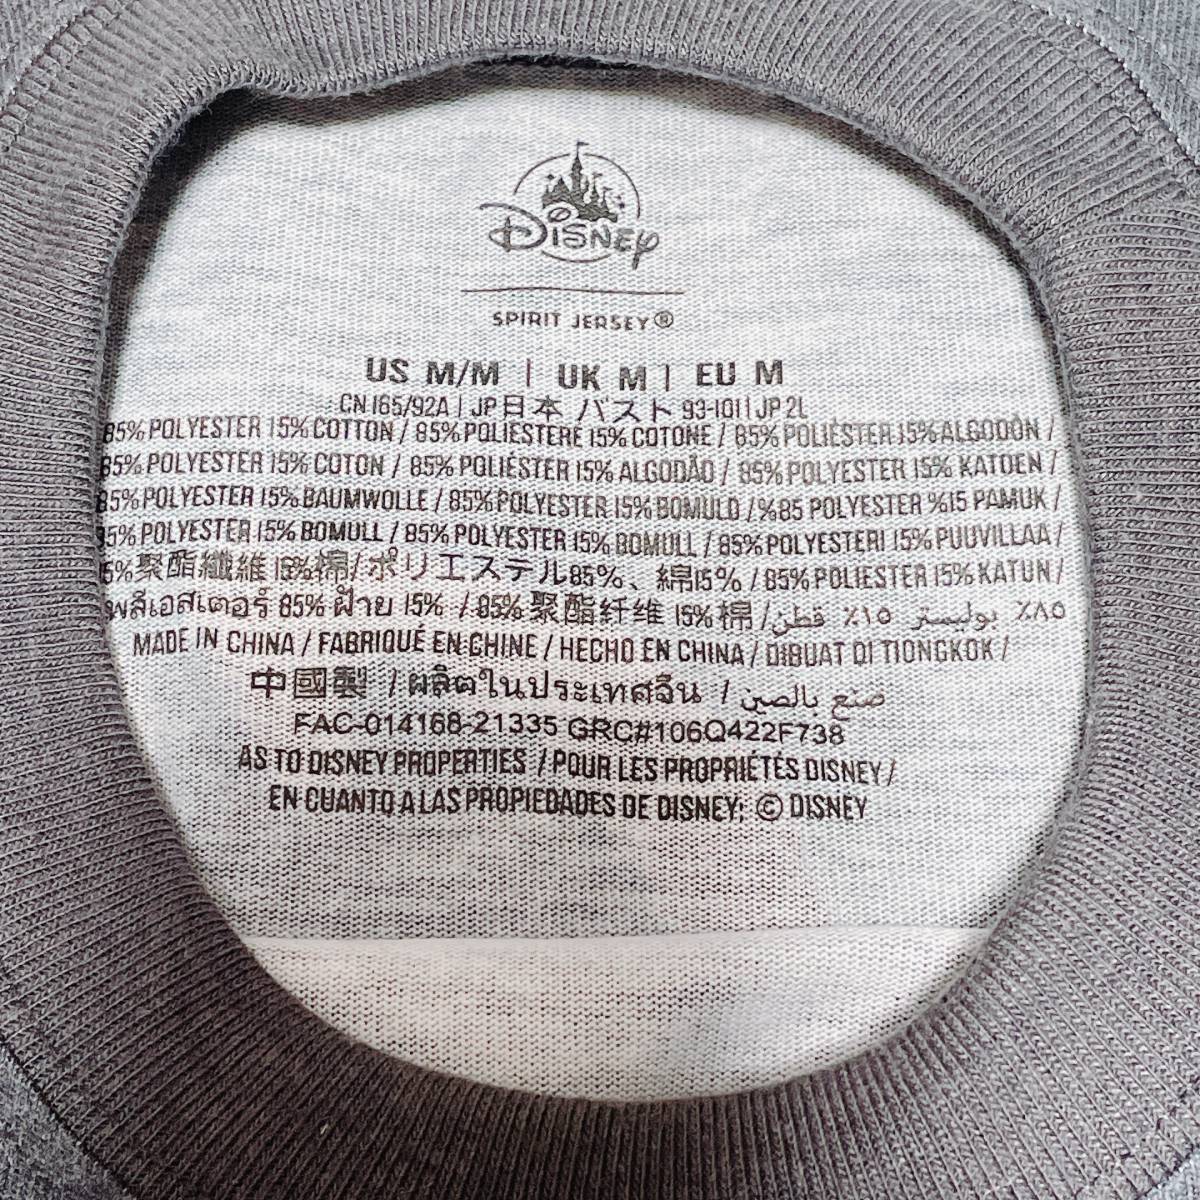 Disney
SPIRIT JERSEY®
US M/M | UK M | EU M
CN 165/92A | JP日本 バスト 93-101 | JP 2L
85% POLYESTER 15% COTTON / 85% POLIESTERE 15% COTONE / 85% POLIÉSTER 15% ALGODÓN /
85% POLYESTER 15% COTON / 85% POLIÉSTER 15% ALGODÃO / 85% POLYESTER 15% KATOEN /
85% POLYESTER 15% BAUMWOLLE / 85% POLYESTER 15% BOMULD / %85 POLYESTER %15 PAMUK /
85% POLYESTER 15% BOMULL / 85% POLYESTER 15% BOMULL / 85% POLYESTERI 15% PUUVILLAA /
5%聚酯纖維 15%棉/ポリエステル85%、綿15% / 85% POLIESTER 15% KATUN /
พลีเอสเตอร์ 85% ฝ้าย 15% / 85% 聚酯纤维 15%棉 / ٨٥٪ بوليستر ١٥٪ قطن
MADE IN CHINA / FABRIQUÉ EN CHINE / HECHO EN CHINA / DIBUAT DI TIONGKOK /
中國製 / ผลิตในประเทศจีน / صنع بالصين
FAC-014168-21335 GRC#106Q422F738
AS TO DISNEY PROPERTIES / POUR LES PROPRIÉTÉS DISNEY /
EN CUANTO A LAS PROPIEDADES DE DISNEY: © DISNEY